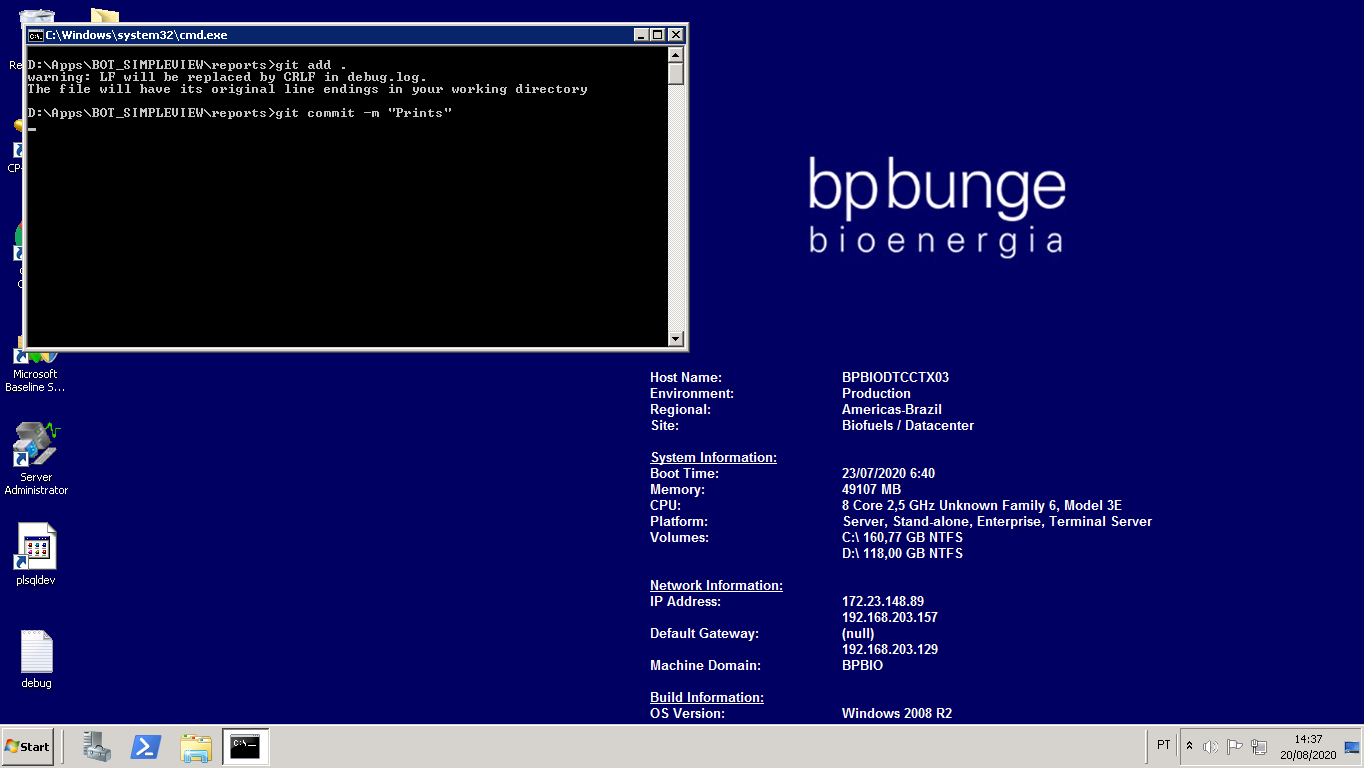 C:\Windows\system32\cmd.exe
D:\Apps\BOT_SIMPLEVIEW\reports>git add .
warning: LF will be replaced by CRLF in debug.log.
The file will have its original line endings in your working directory
D:\Apps\BOT_SIMPLEVIEW\reports>git commit -m "Prints"
Re
CP-
Microsoft
Baseline S...
Server
Administrator
plsqldev
debug
bpbunge
bioenergia
Host Name: BPBIODTCCTX03
Environment: Production
Regional: Americas-Brazil
Site: Biofuels / Datacenter
System Information:
Boot Time: 23/07/2020 6:40
Memory: 49107 MB
CPU: 8 Core 2,5 GHz Unknown Family 6, Model 3E
Platform: Server, Stand-alone, Enterprise, Terminal Server
Volumes: C:\ 160,77 GB NTFS
D:\ 118,00 GB NTFS
Network Information:
IP Address: 172.23.148.89
192.168.203.157
Default Gateway: (null)
192.168.203.129
Machine Domain: BPBIO
Build Information:
OS Version: Windows 2008 R2
Start
C:\
PT
14:37
20/08/2020